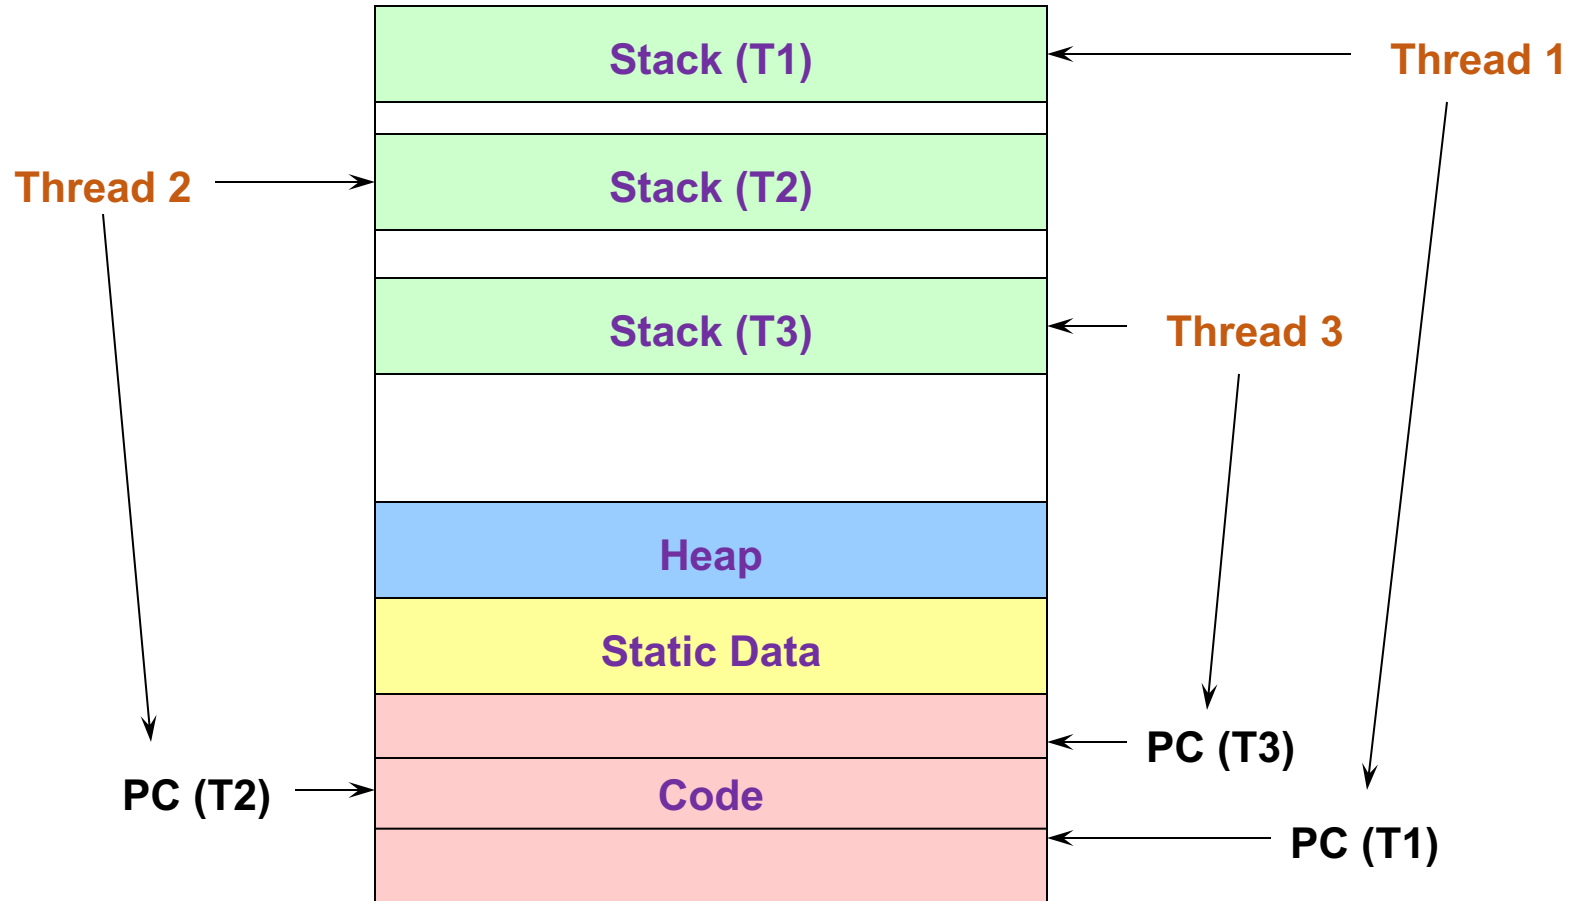 Stack (T1)
Thread 1
Thread 2
Stack (T2)
Stack (T3)
Thread 3
Heap
Static Data
PC (T3)
PC (T2)
Code
PC (T1)